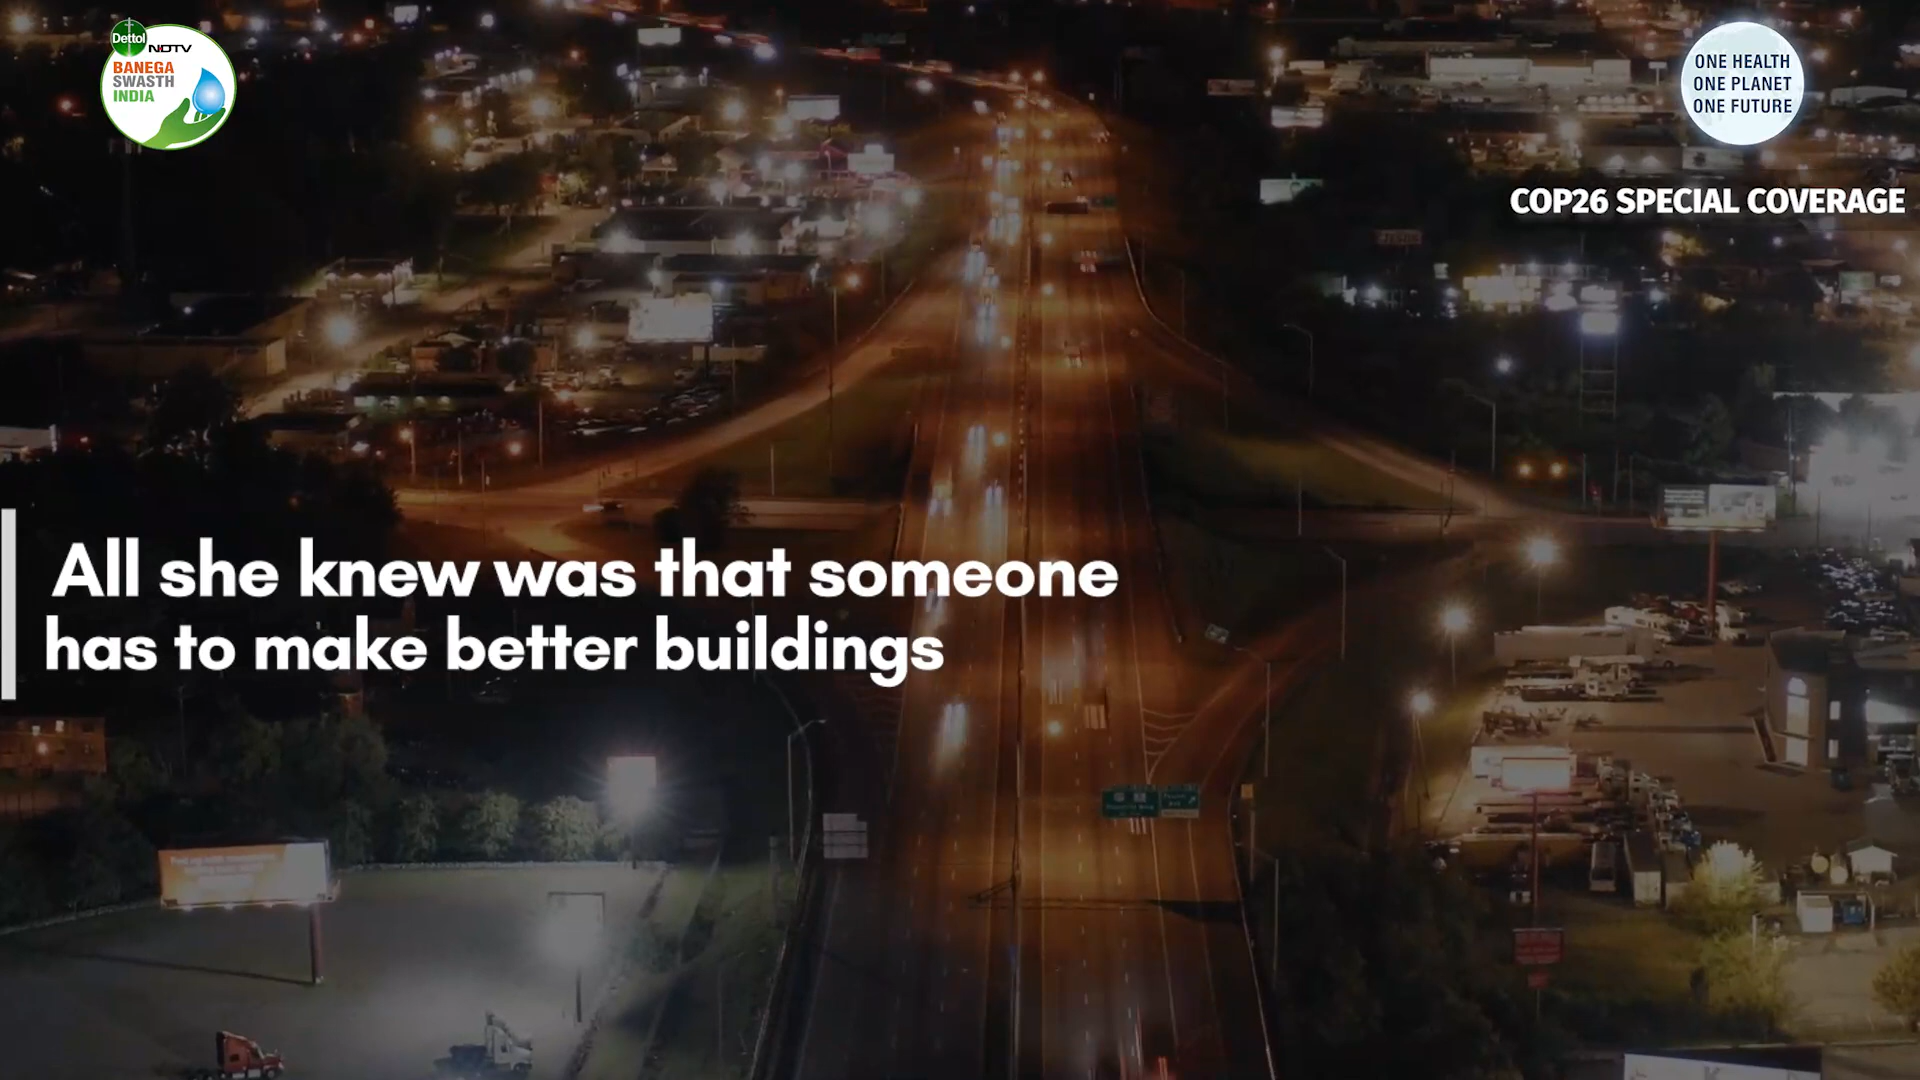 Dettol NDTV
BANEGA
SWASTH
INDIA
ONE HEALTH
ONE PLANET
ONE FUTURE
COP26 SPECIAL COVERAGE
All she knew was that someone
has to make better buildings